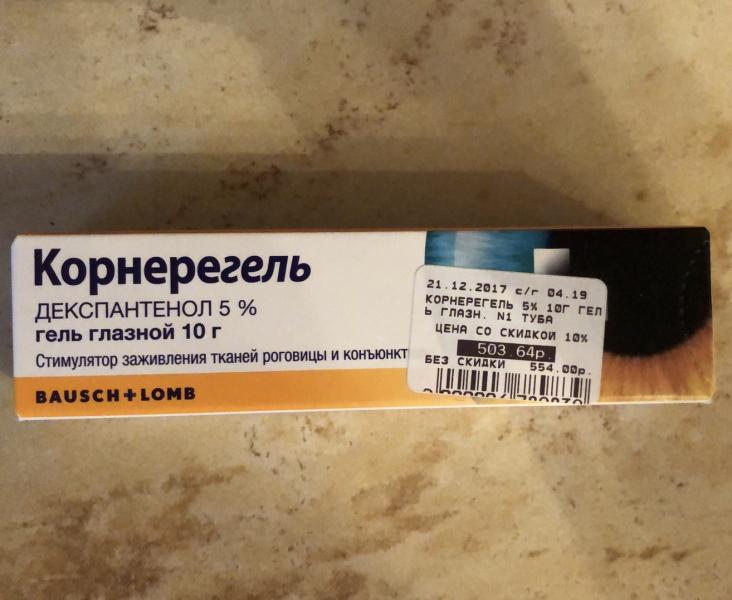 Корнерегель
ДЕКСПАНТЕНОЛ 5 %
гель глазной 10 г
Стимулятор заживления тканей роговицы и конъюнкт
BAUSCH+LOMB
21.12.2017 с/г 04.19
КОРНЕРЕГЕЛЬ 5% 10Г ГЕЛ
Ь ГЛАЗН. N1 ТУБА
ЦЕНА СО СКИДКОЙ 10%
503.64р.
БЕЗ СКИДКИ 554.00р.